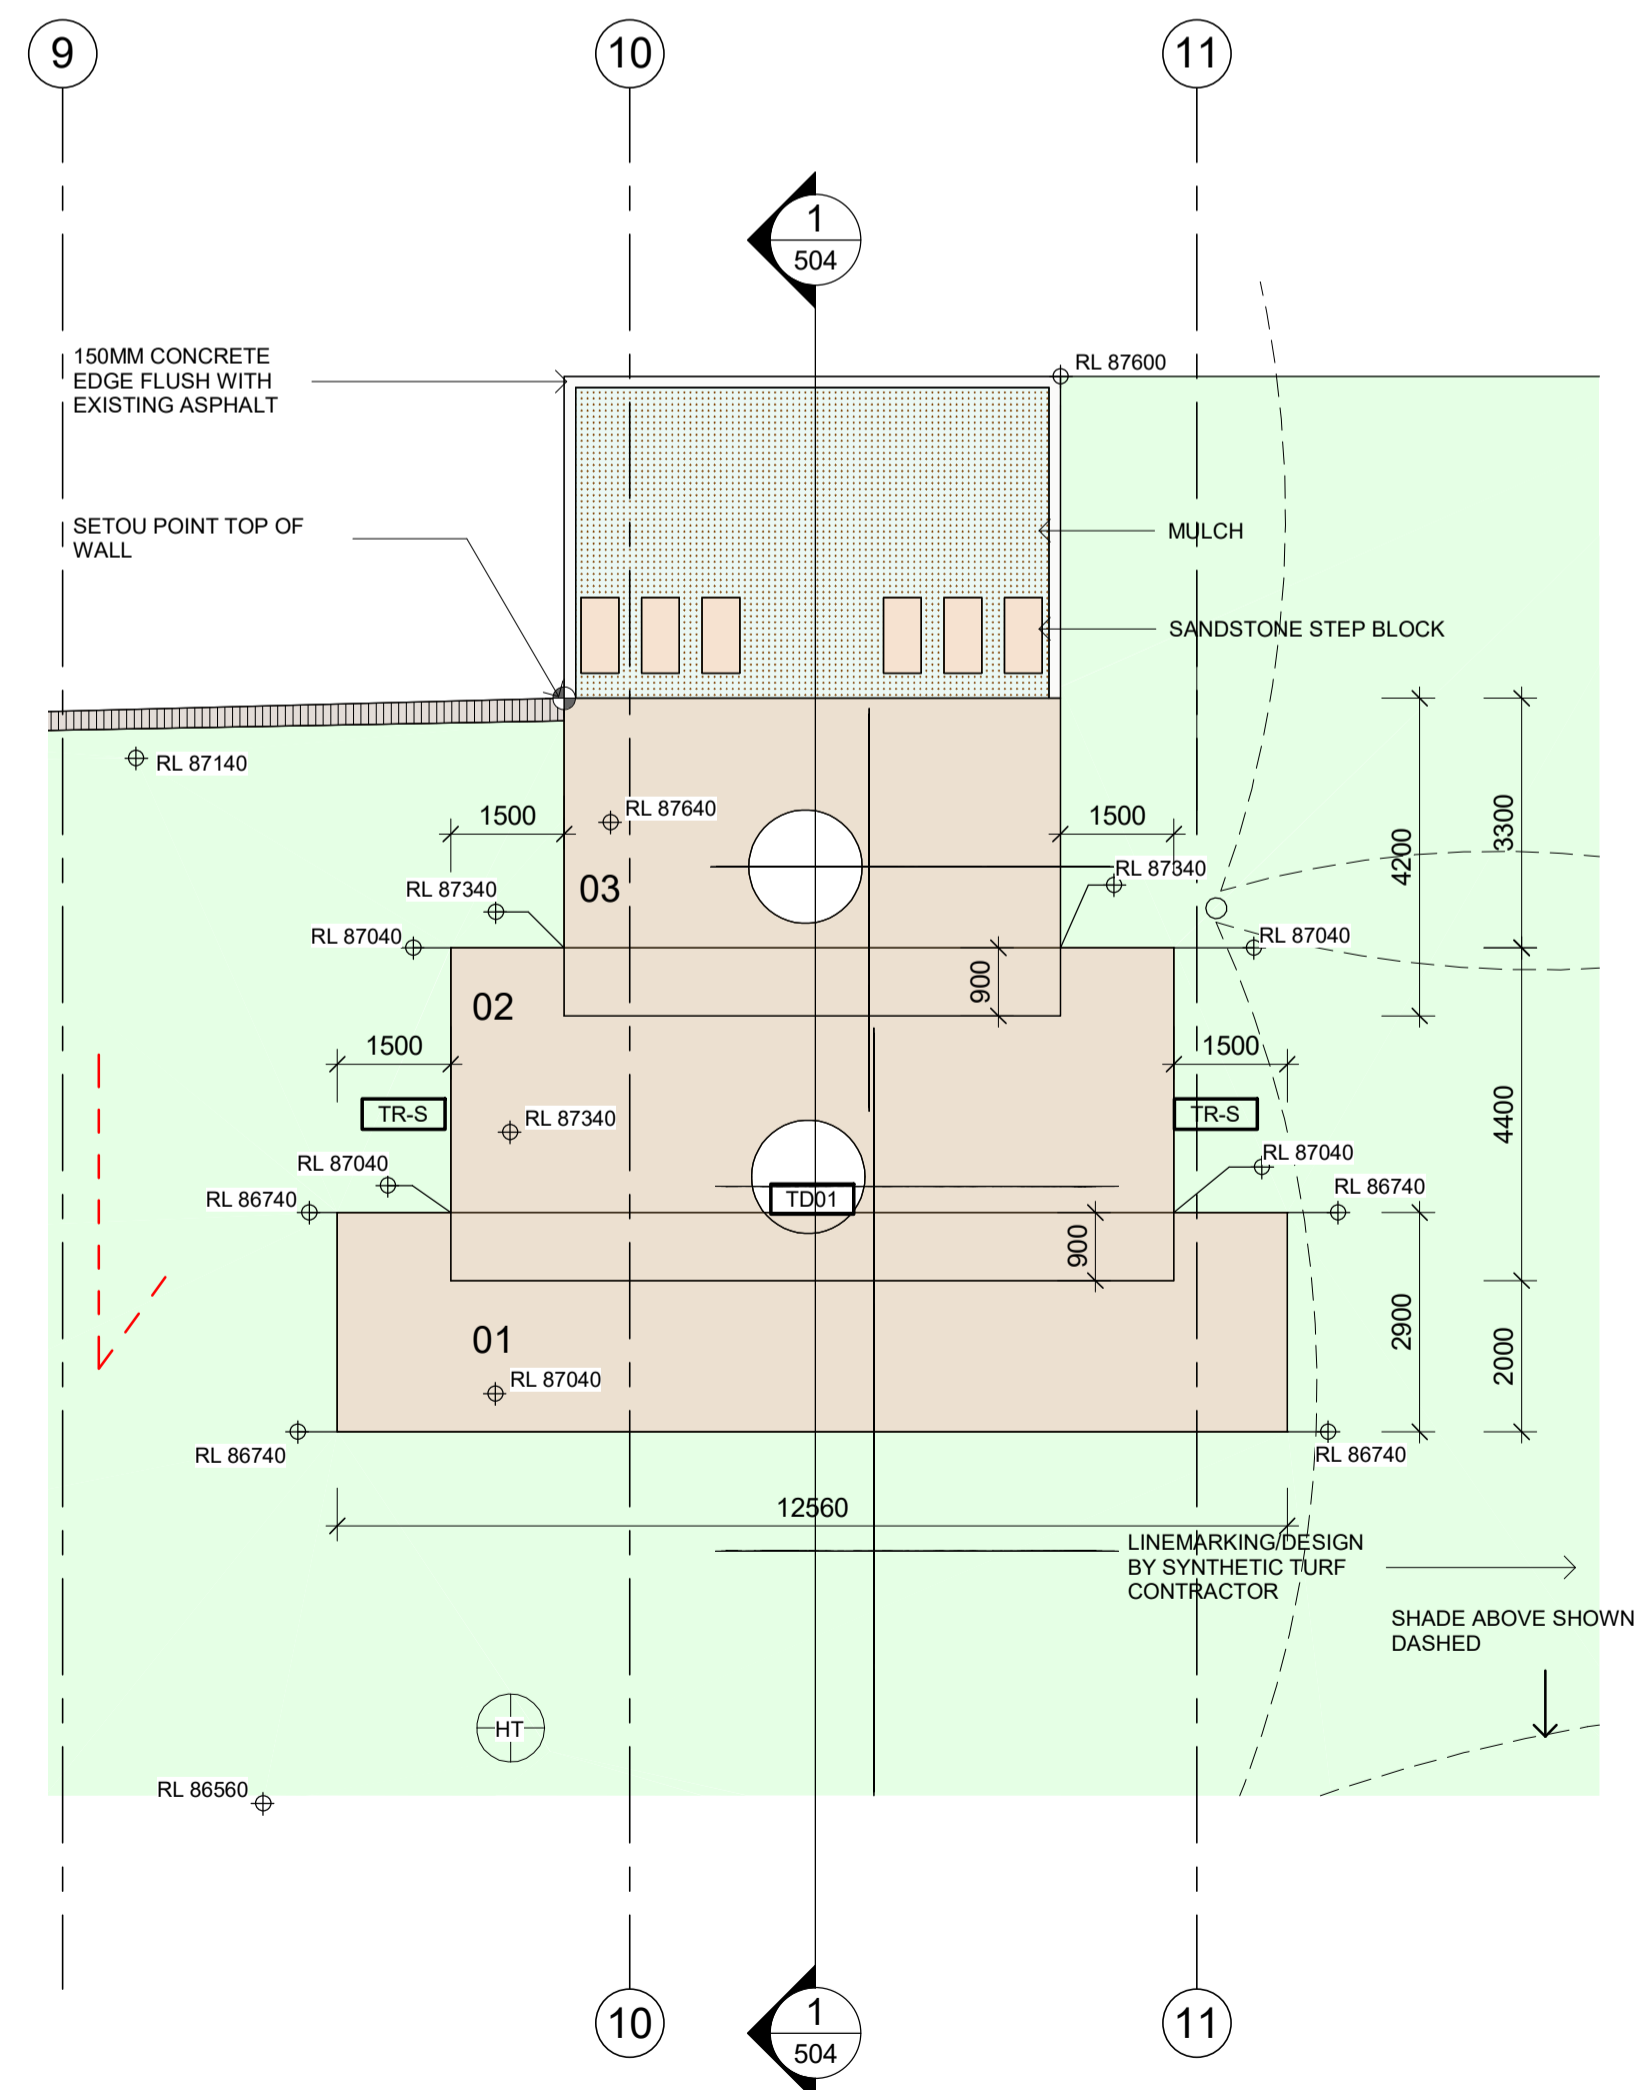 9
10
11
1
504
150MM CONCRETE
EDGE FLUSH WITH
EXISTING ASPHALT
RL 87600
SETOU POINT TOP OF
WALL
MULCH
SANDSTONE STEP BLOCK
RL 87140
1500
RL 87640
1500
3300
4200
RL 87340
03
RL 87340
RL 87040
RL 87040
900
02
1500
1500
TR-S
RL 87340
TR-S
4400
RL 87040
RL 87040
RL 86740
TD01
RL 86740
900
2900
01
2000
RL 87040
RL 86740
RL 86740
12560
LINEMARKING DESIGN
BY SYNTHETIC TURF
CONTRACTOR
SHADE ABOVE SHOWN
DASHED
HT
RL 86560
10
1
504
11